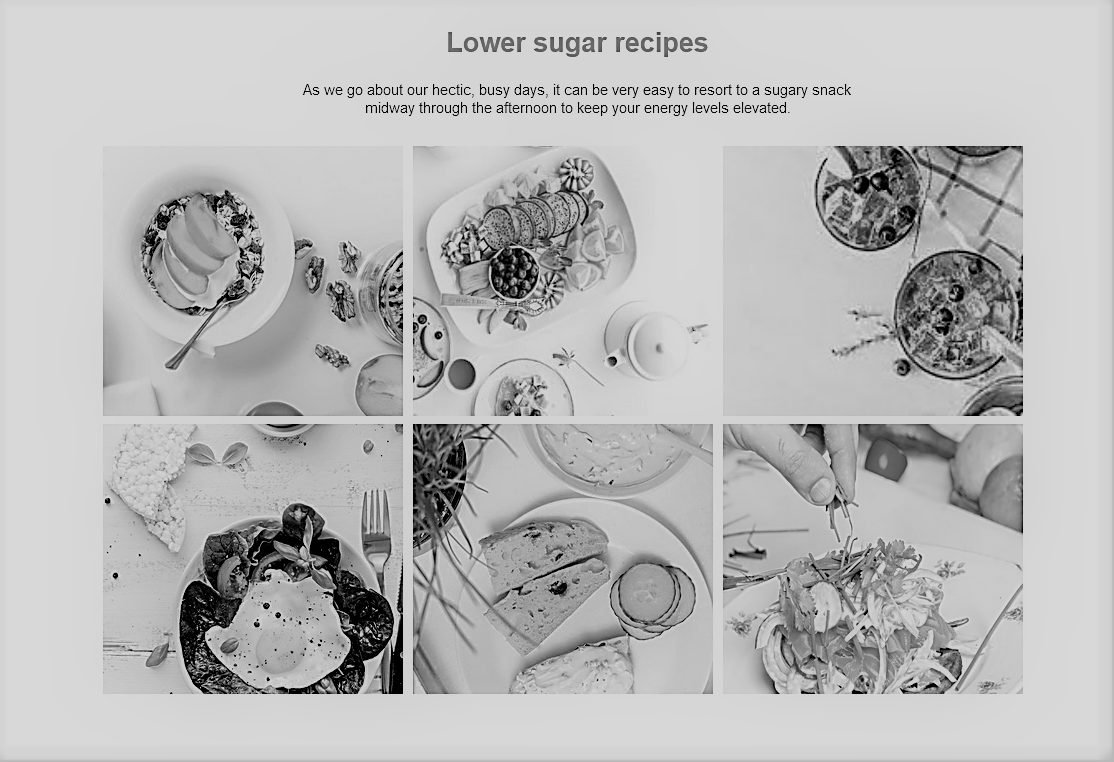 Lower sugar recipes
As we go about our hectic, busy days, it can be very easy to resort to a sugary snack
midway through the afternoon to keep your energy levels elevated.